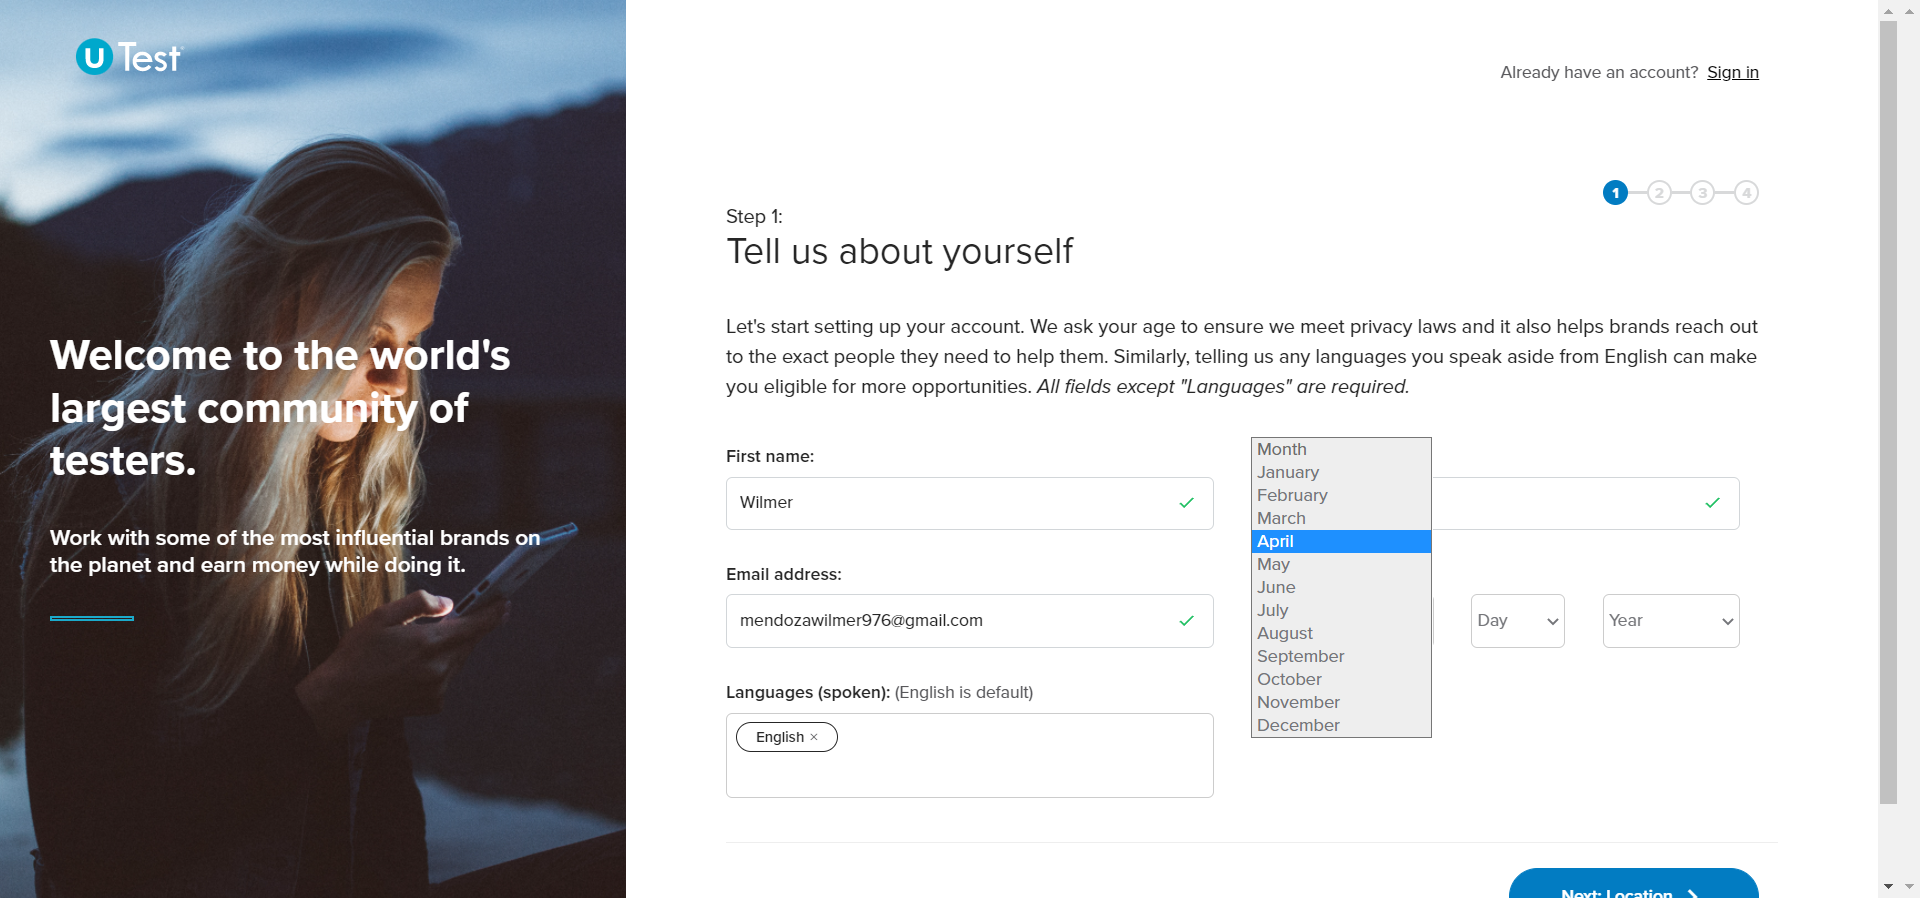 U Test
Welcome to the world's
largest community of
testers.
Work with some of the most influential brands on
the planet and earn money while doing it.
Already have an account? Sign in
1 2 3 4
Step 1:
Tell us about yourself
Let's start setting up your account. We ask your age to ensure we meet privacy laws and it also helps brands reach out
to the exact people they need to help them. Similarly, telling us any languages you speak aside from English can make
you eligible for more opportunities. All fields except "Languages" are required.
First name:
Wilmer
Email address:
mendozawilmer976@gmail.com
Languages (spoken): (English is default)
English ×
Month
January
February
March
April
May
June
July
August
September
October
November
December
Day
Year
Next: Location